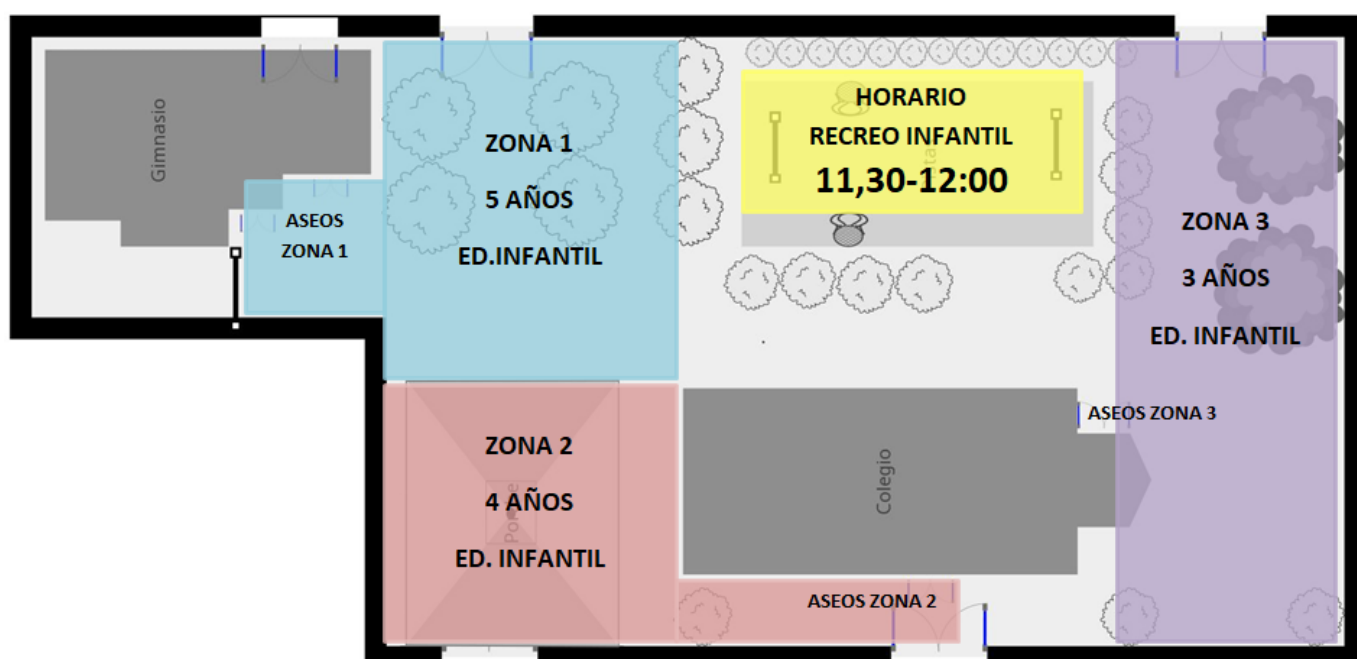 Gimnasio
ASEOS
ZONA 1
ZONA 1
5 AÑOS
ED.INFANTIL
HORARIO
RECREO INFANTIL
11,30-12:00
ZONA 3
3 AÑOS
ED. INFANTIL
ZONA 2
4 AÑOS
ED. INFANTIL
Colegio
ASEOS ZONA 3
ASEOS ZONA 2